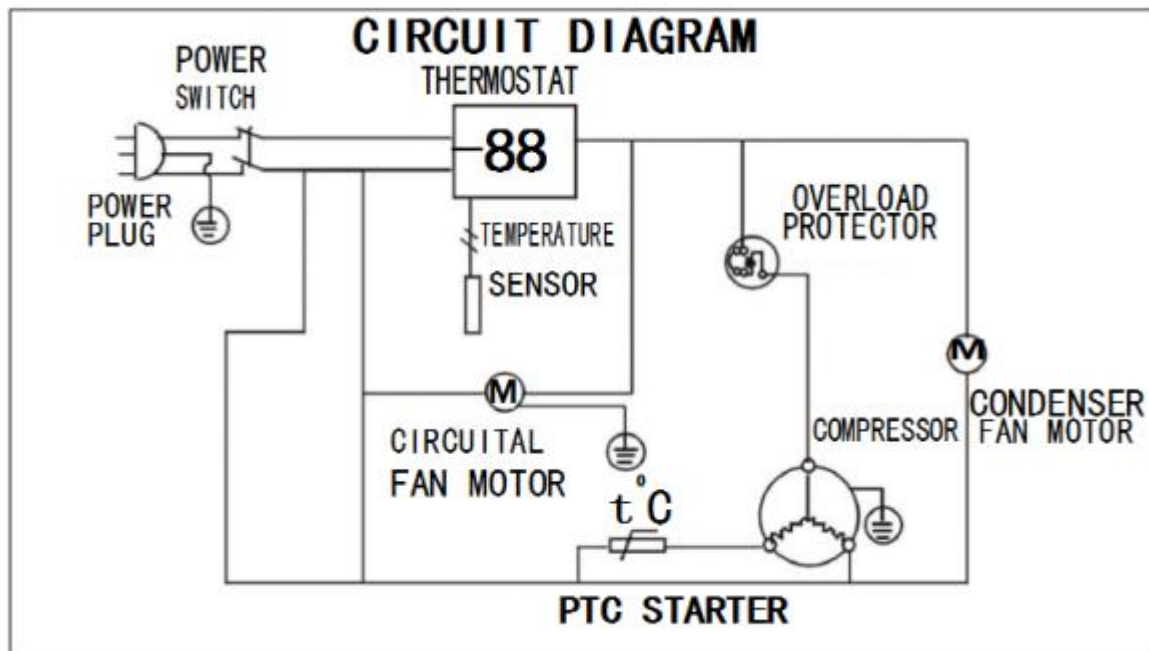 CIRCUIT DIAGRAM
POWER
SWITCH
THERMOSTAT
88
POWER
PLUG
TEMPERATURE
SENSOR
OVERLOAD
PROTECTOR
M
CIRCUITAL
FAN MOTOR
M
CONDENSER
FAN MOTOR
COMPRESSOR
t°C
PTC STARTER